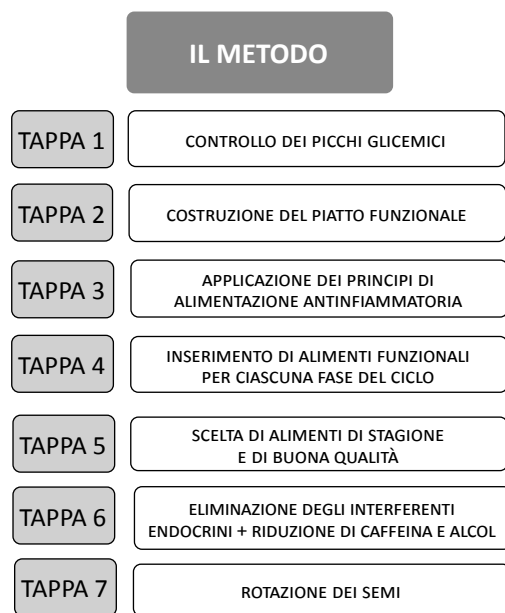 IL METODO
TAPPA 1
CONTROLLO DEI PICCHI GLICEMICI
TAPPA 2
COSTRUZIONE DEL PIATTO FUNZIONALE
TAPPA 3
APPLICAZIONE DEI PRINCIPI DI
ALIMENTAZIONE ANTINFIAMMATORIA
TAPPA 4
INSERIMENTO DI ALIMENTI FUNZIONALI
PER CIASCUNA FASE DEL CICLO
TAPPA 5
SCELTA DI ALIMENTI DI STAGIONE
E DI BUONA QUALITÀ
TAPPA 6
ELIMINAZIONE DEGLI INTERFERENTI
ENDOCRINI + RIDUZIONE DI CAFFEINA E ALCOL
TAPPA 7
ROTAZIONE DEI SEMI